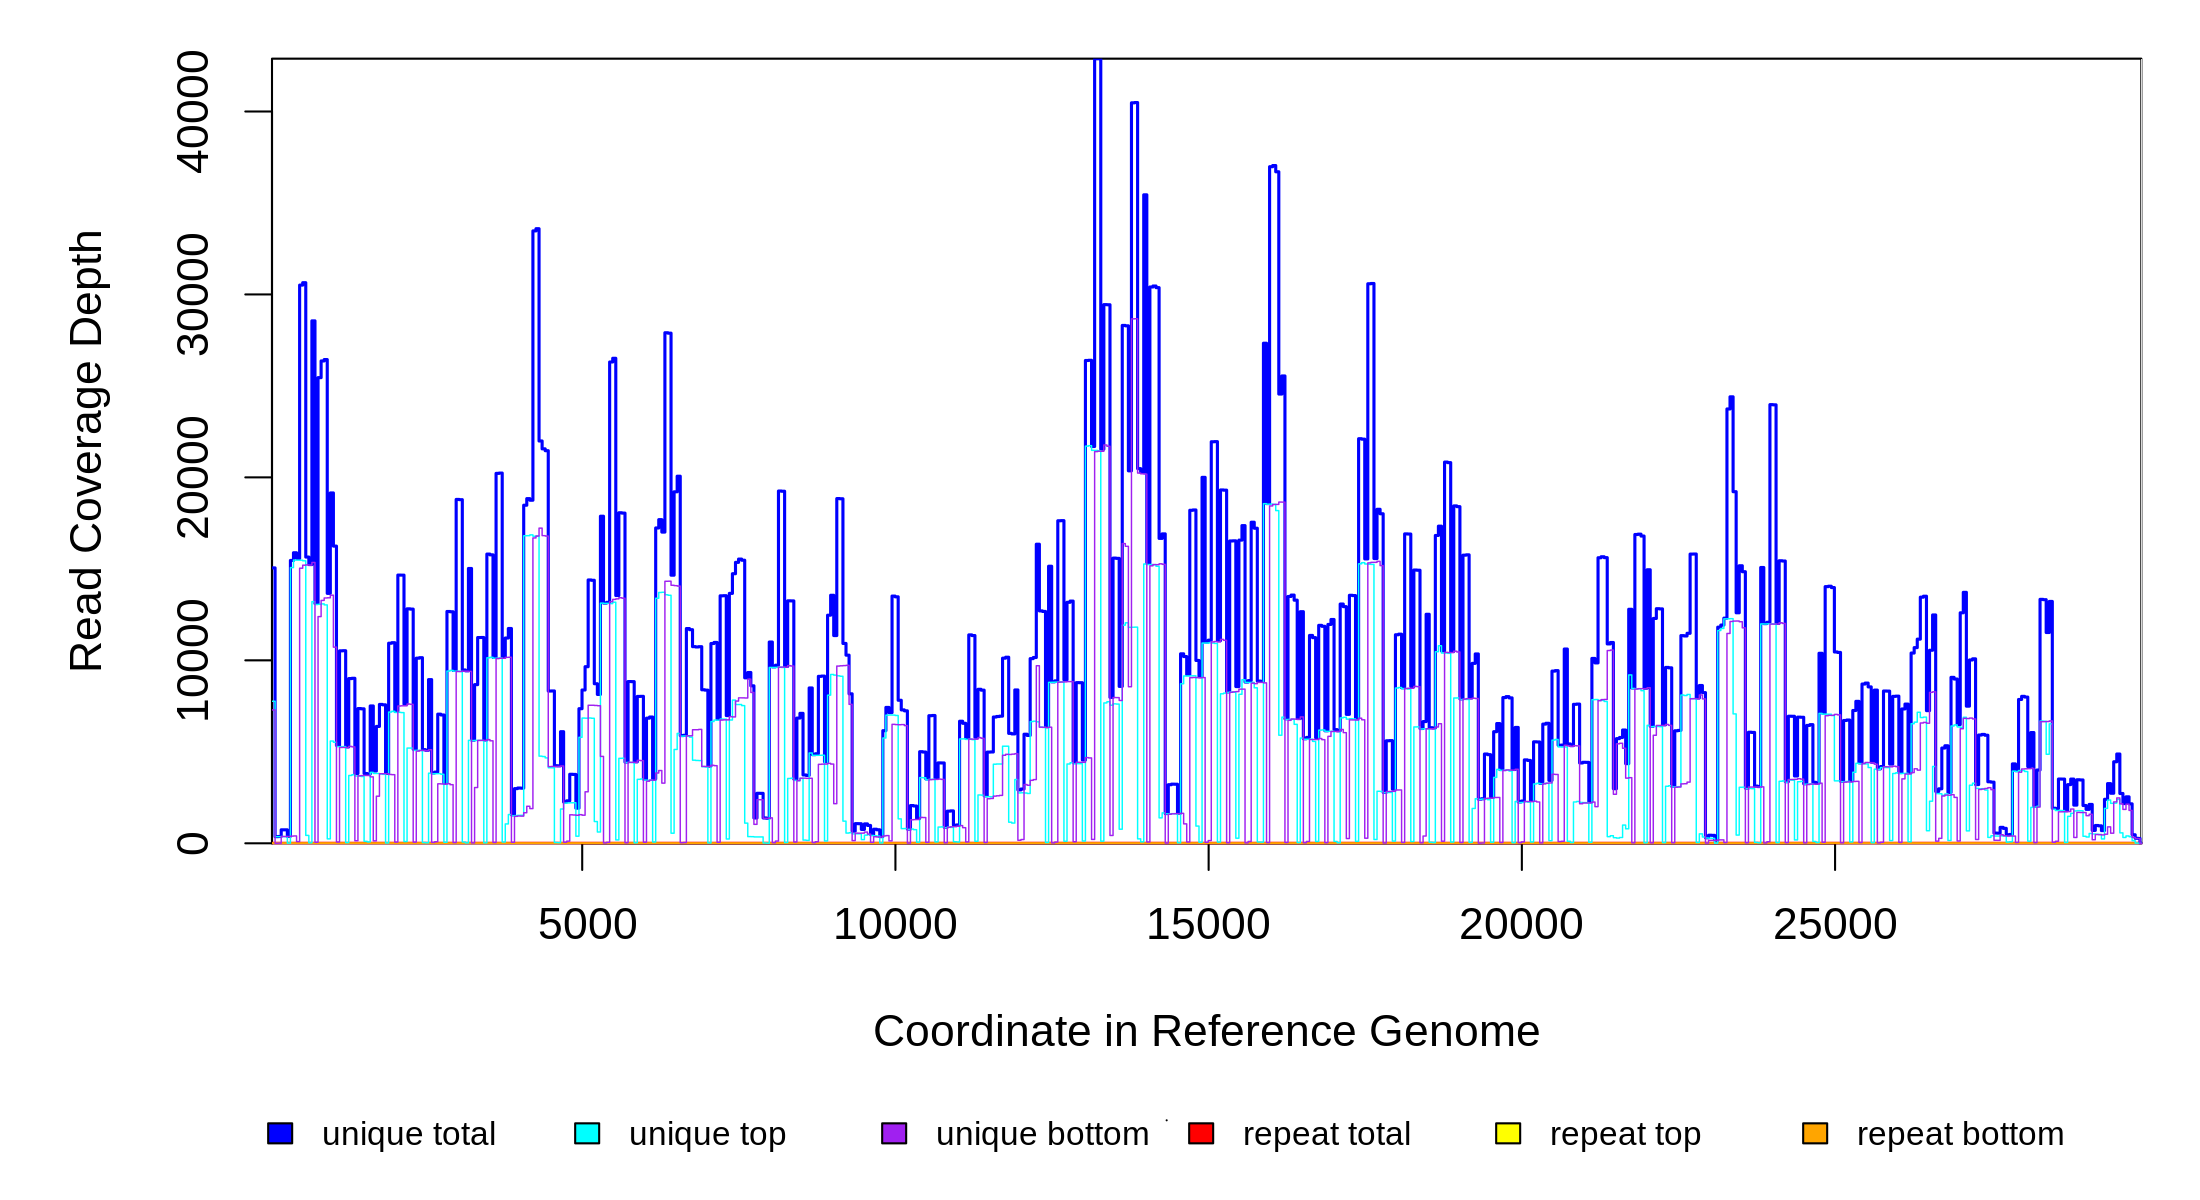 Read Coverage Depth
40000
30000
20000
10000
0
5000 10000 15000 20000 25000
Coordinate in Reference Genome
unique total unique top unique bottom repeat total repeat top repeat bottom